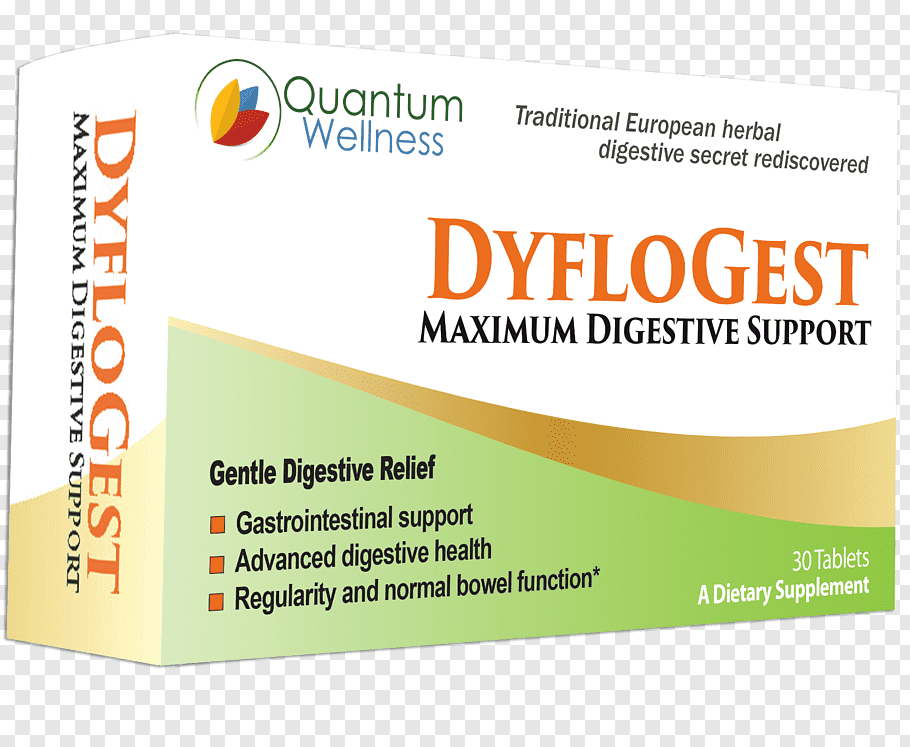 DYFLOGEST
MAXIMUM DIGESTIVE SUPPORT
Quantum
Wellness
Traditional European herbal
digestive secret rediscovered
DYFLOGEST
MAXIMUM DIGESTIVE SUPPORT
Gentle Digestive Relief
Gastrointestinal support
Advanced digestive health
Regularity and normal bowel function*
30 Tablets
A Dietary Supplement